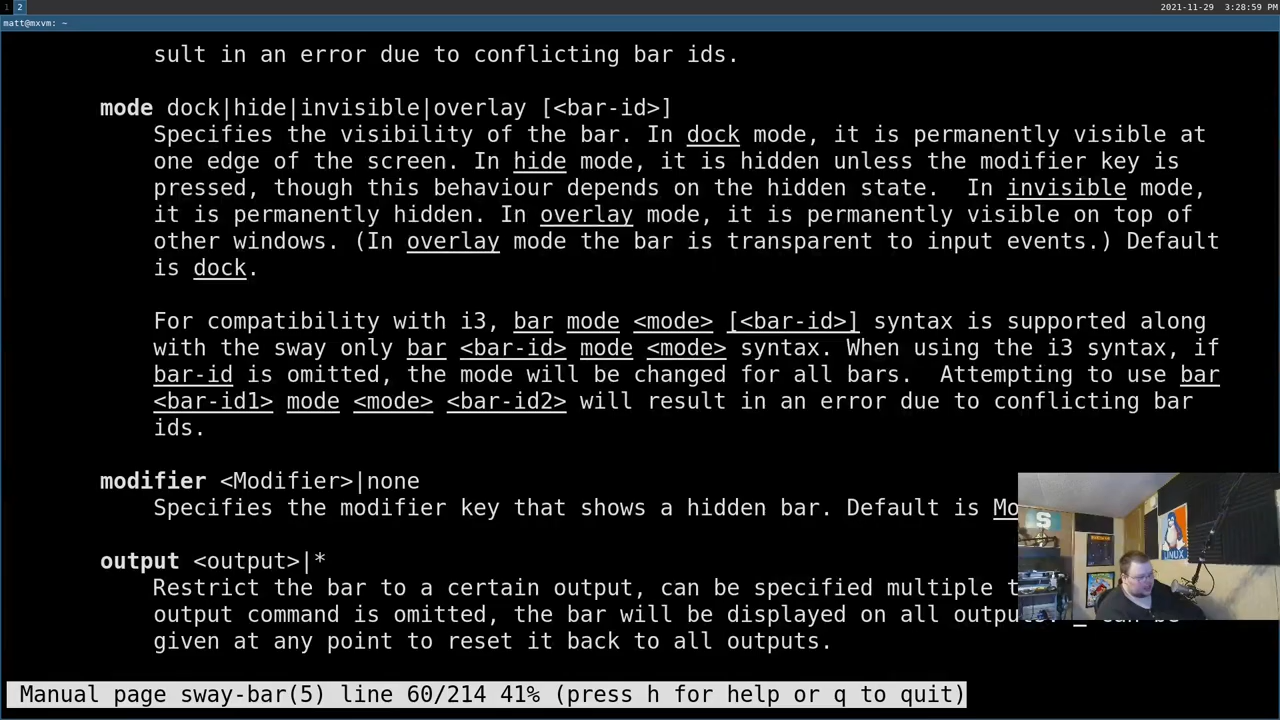 1 2 2021-11-29 3:28:59 PM
matt@mxvm: ~
sult in an error due to conflicting bar ids.
mode dock|hide|invisible|overlay [<bar-id>]
Specifies the visibility of the bar. In dock mode, it is permanently visible at
one edge of the screen. In hide mode, it is hidden unless the modifier key is
pressed, though this behaviour depends on the hidden state.  In invisible mode,
it is permanently hidden. In overlay mode, it is permanently visible on top of
other windows. (In overlay mode the bar is transparent to input events.) Default
is dock.
For compatibility with i3, bar mode <mode> [<bar-id>] syntax is supported along
with the sway only bar <bar-id> mode <mode> syntax. When using the i3 syntax, if
bar-id is omitted, the mode will be changed for all bars.  Attempting to use bar
<bar-id1> mode <mode> <bar-id2> will result in an error due to conflicting bar
ids.
modifier <Modifier>|none
Specifies the modifier key that shows a hidden bar. Default is
output <output>|*
Restrict the bar to a certain output, can be specified multiple
output command is omitted, the bar will be displayed on all
given at any point to reset it back to all outputs.
Manual page sway-bar(5) line 60/214 41% (press h for help or q to quit)
S
LINUX